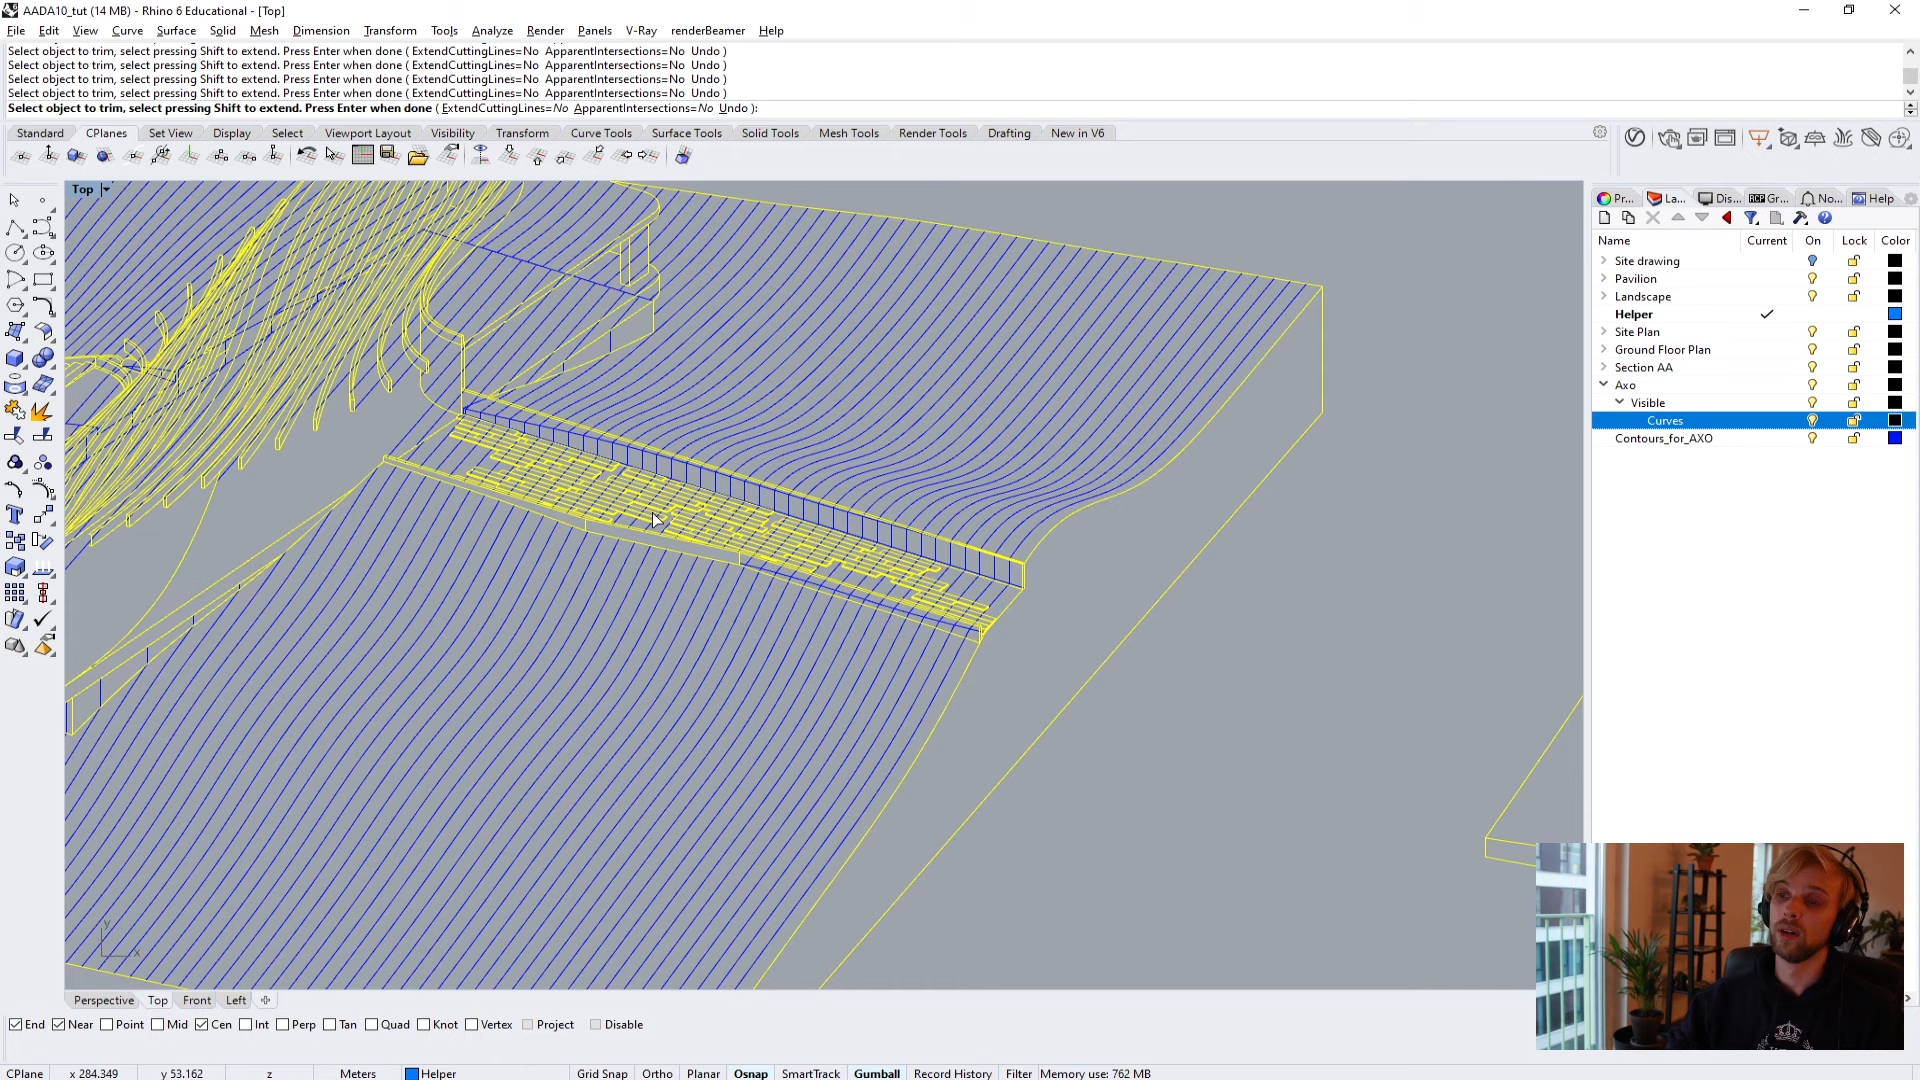 AADA10_tut (14 MB) - Rhino 6 Educational - [Top]
File Edit View Curve Surface Solid Mesh Dimension Transform Tools Analyze Render Panels V-Ray renderBeamer Help
Select object to trim, select pressing Shift to extend. Press Enter when done ( ExtendCuttingLines=No ApparentIntersections=No Undo )
Select object to trim, select pressing Shift to extend. Press Enter when done ( ExtendCuttingLines=No ApparentIntersections=No Undo )
Select object to trim, select pressing Shift to extend. Press Enter when done ( ExtendCuttingLines=No ApparentIntersections=No Undo )
Select object to trim, select pressing Shift to extend. Press Enter when done ( ExtendCuttingLines=No ApparentIntersections=No Undo )
Select object to trim, select pressing Shift to extend. Press Enter when done ( ExtendCuttingLines=No ApparentIntersections=No Undo ):
Standard CPlanes Set View Display Select Viewport Layout Visibility Transform Curve Tools Surface Tools Solid Tools Mesh Tools Render Tools Drafting New in V6
Top
Pr... La... Dis... RCP Gr... No... Help
Name Current On Lock Color
Site drawing
Pavilion
Landscape
Helper
Site Plan
Ground Floor Plan
Section AA
Axo
Visible
Curves
Contours_for_AXO
y
x
Perspective Top Front Left
End Near Point Mid Cen Int Perp Tan Quad Knot Vertex Project Disable
CPlane x 284.349 y 53.162 z Meters Helper Grid Snap Ortho Planar Osnap SmartTrack Gumball Record History Filter Memory use: 762 MB